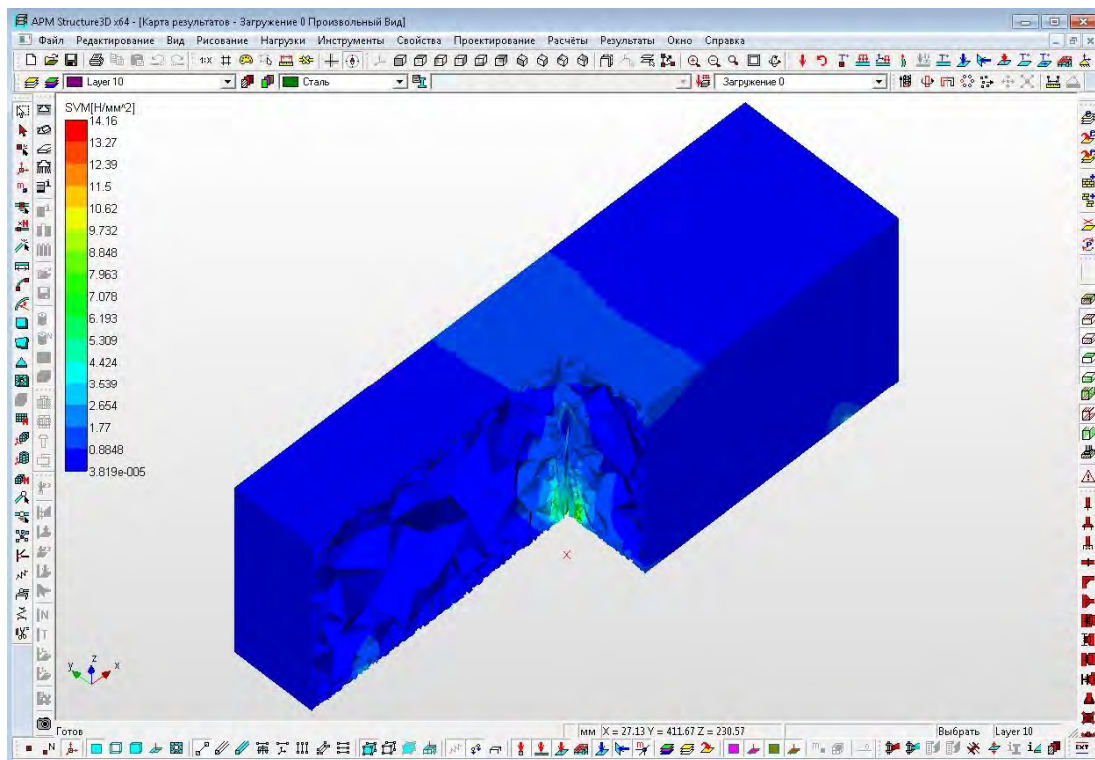 APM Structure3D x64 - [Карта результатов - Загружение 0 Произвольный Вид]
Файл Редактирование Вид Рисование Нагрузки Инструменты Свойства Проектирование Расчёты Результаты Окно Справка
Layer 10 Сталь Загружение 0
SVM[Н/мм^2]
14.16
13.27
12.39
11.5
10.62
9.732
8.848
7.963
7.078
6.193
5.309
4.424
3.539
2.654
1.77
0.8848
3.819e-005
z
y
x
Готов
мм X = 27.13 Y = 411.67 Z = 230.57
Выбрать Layer 10